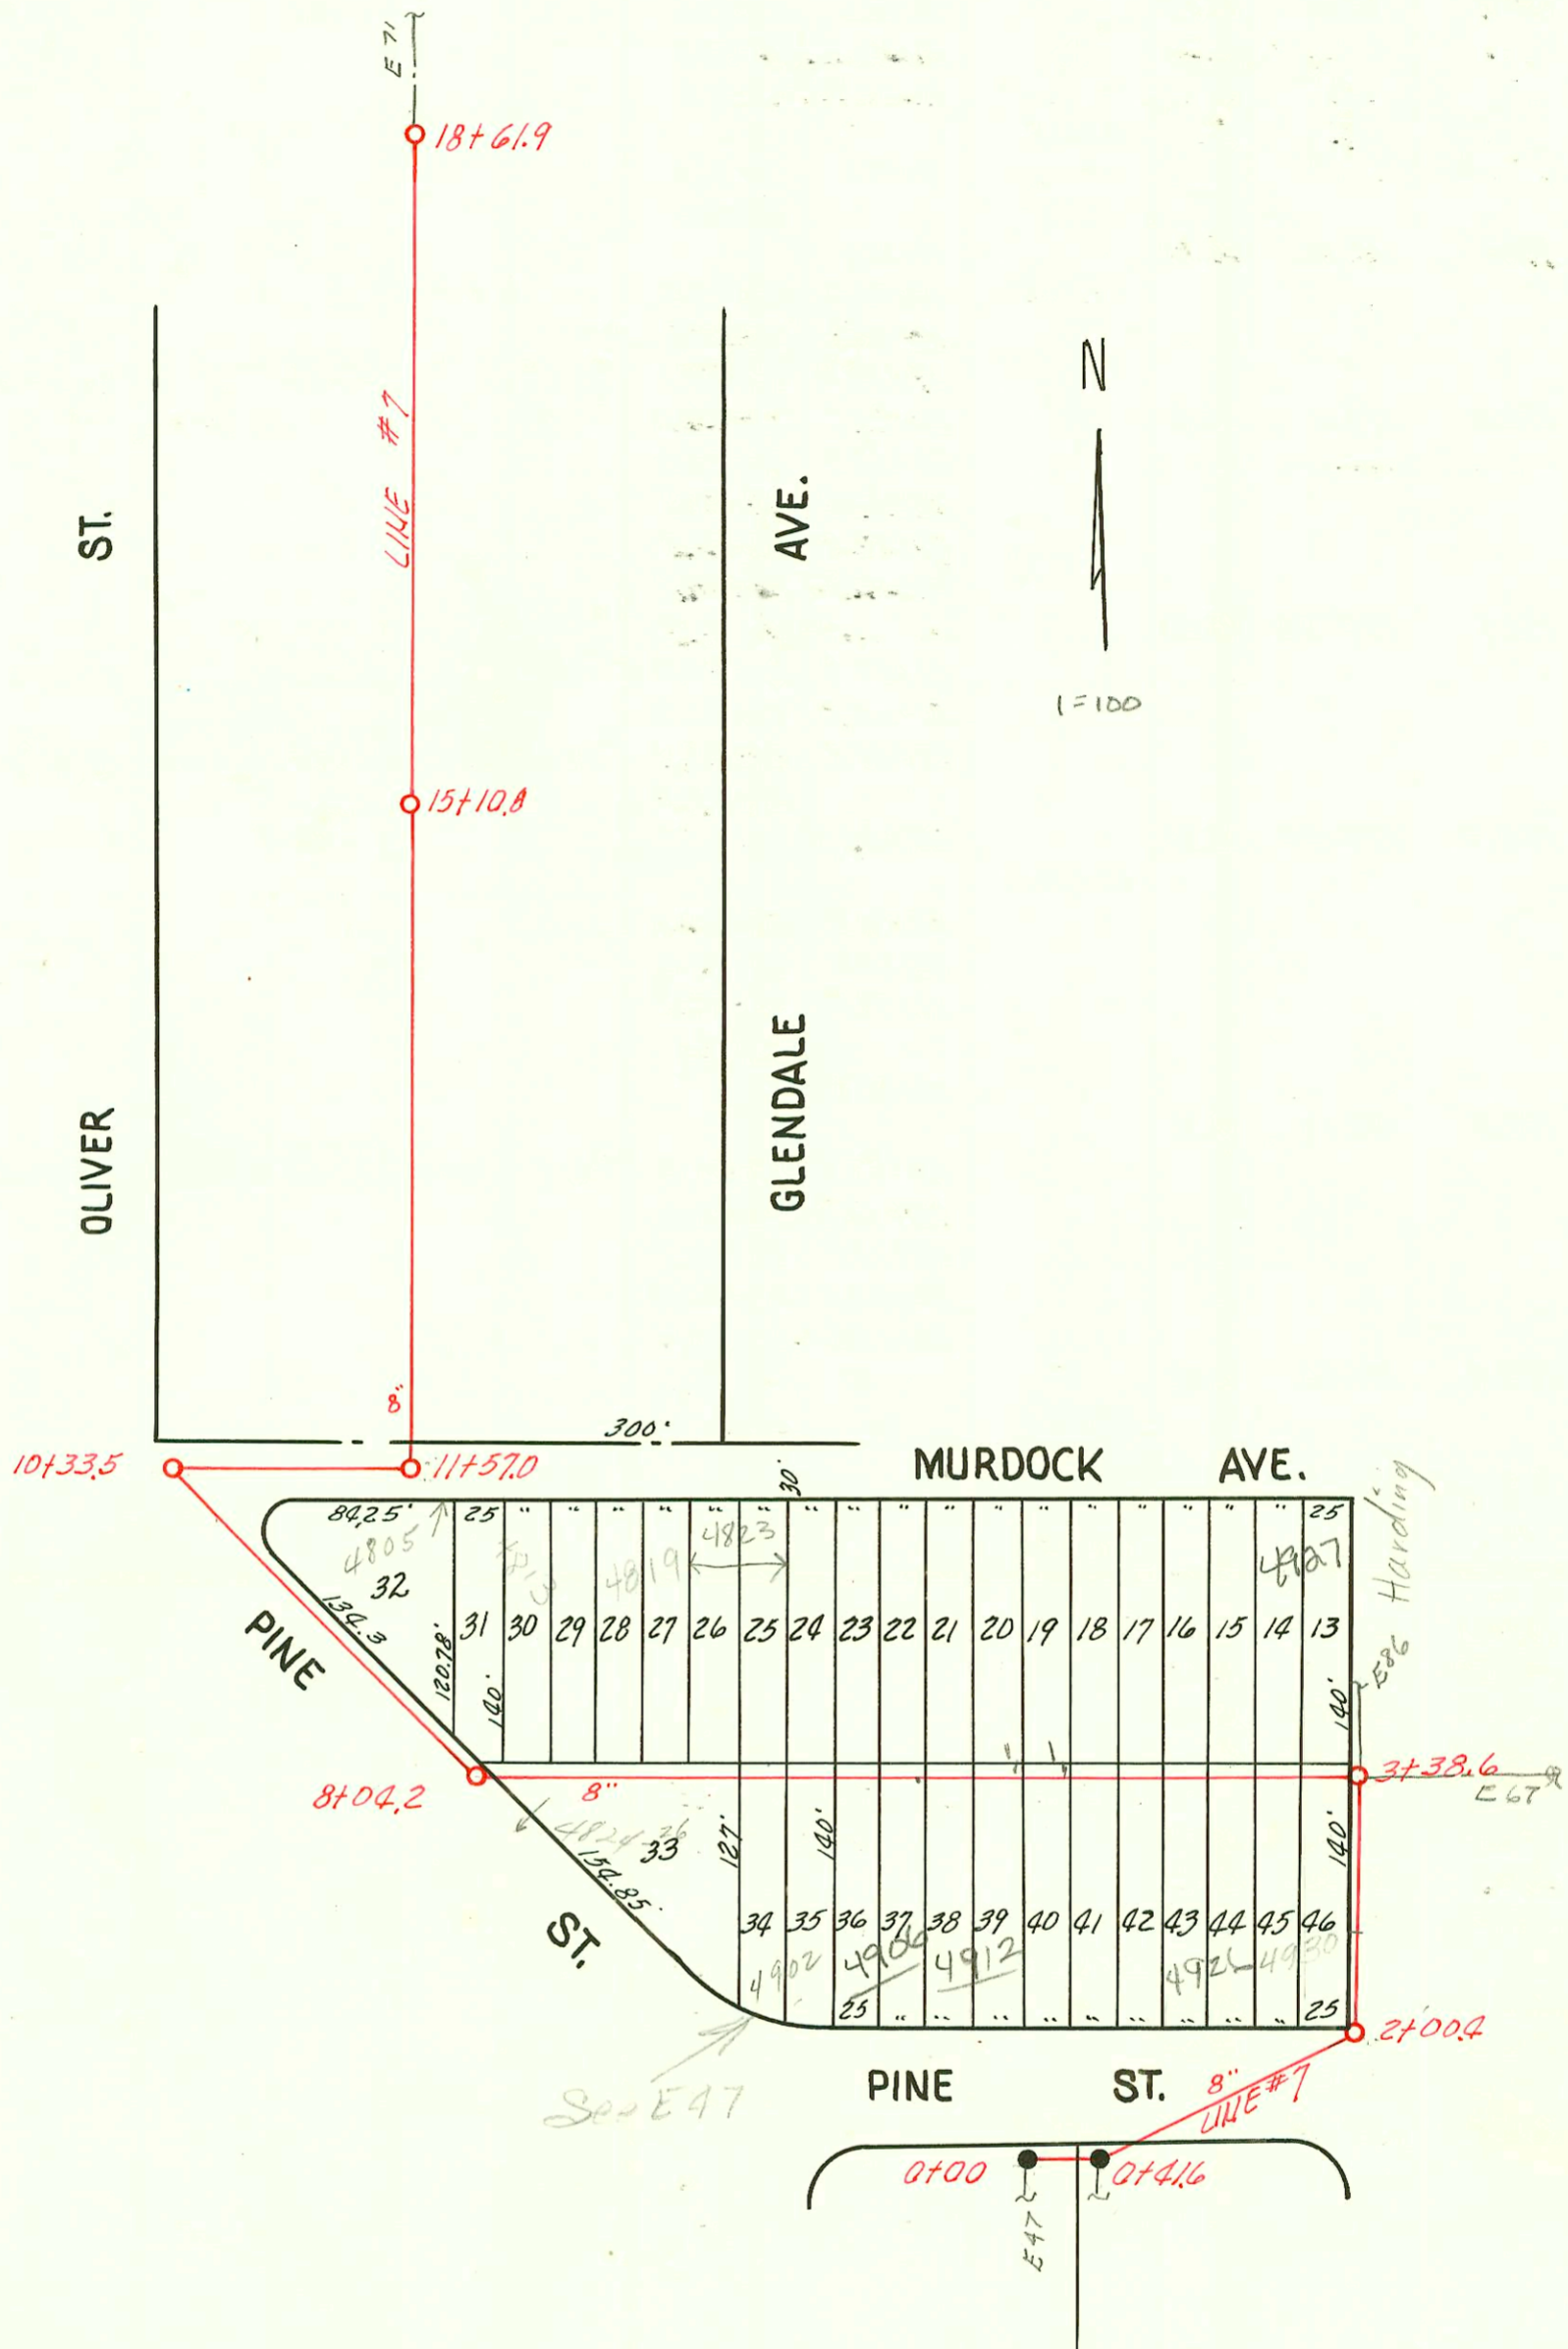 E 71
18+61.9
LINE #7
N
ST.
AVE.
1=100
15+10.8
OLIVER
GLENDALE
8"
300'
10+33.5
11+57.0
MURDOCK AVE.
30'
84.25'
25 " " " " " " " " " " " " " " " " " " 25
4805
4819
4823
4927
E86 Harding
32
134.3
PINE
31 30 29 28 27 26 25 24 23 22 21 20 19 18 17 16 15 14 13
120.78'
140'
140'
8+04.2
8"
3+38.6
E 67
4824
26
33
154.85'
127'
140'
140'
ST.
34 35 36 37 38 39 40 41 42 43 44 45 46
4902
4906
4912
4926-4930
25 " " " " " " " " " 25
2+00.4
See E47
PINE ST.
8"
LINE #7
0+00
0+41.6
E47